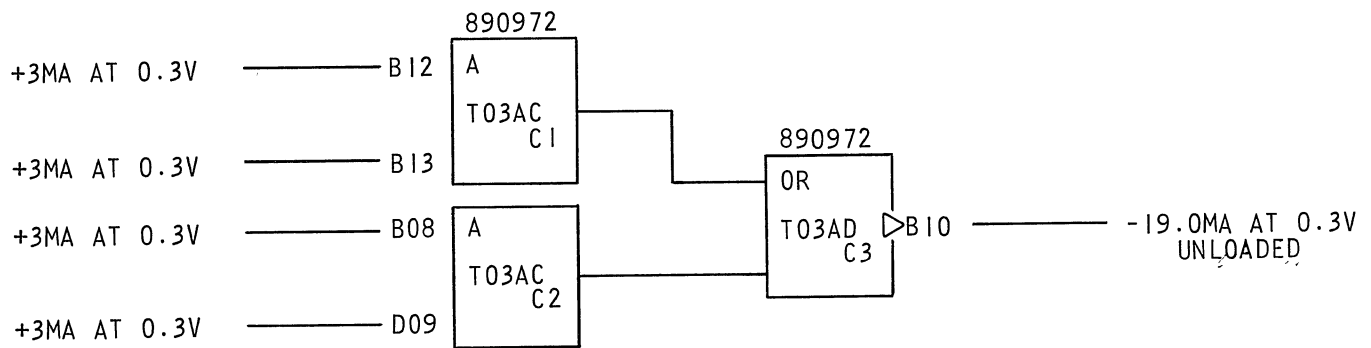 890972
+3MA AT 0.3V B12 A
T03AC
C1
+3MA AT 0.3V B13
890972
OR
+3MA AT 0.3V B08 A
T03AD B10 -19.0MA AT 0.3V
C3 UNLOADED
T03AC
C2
+3MA AT 0.3V D09